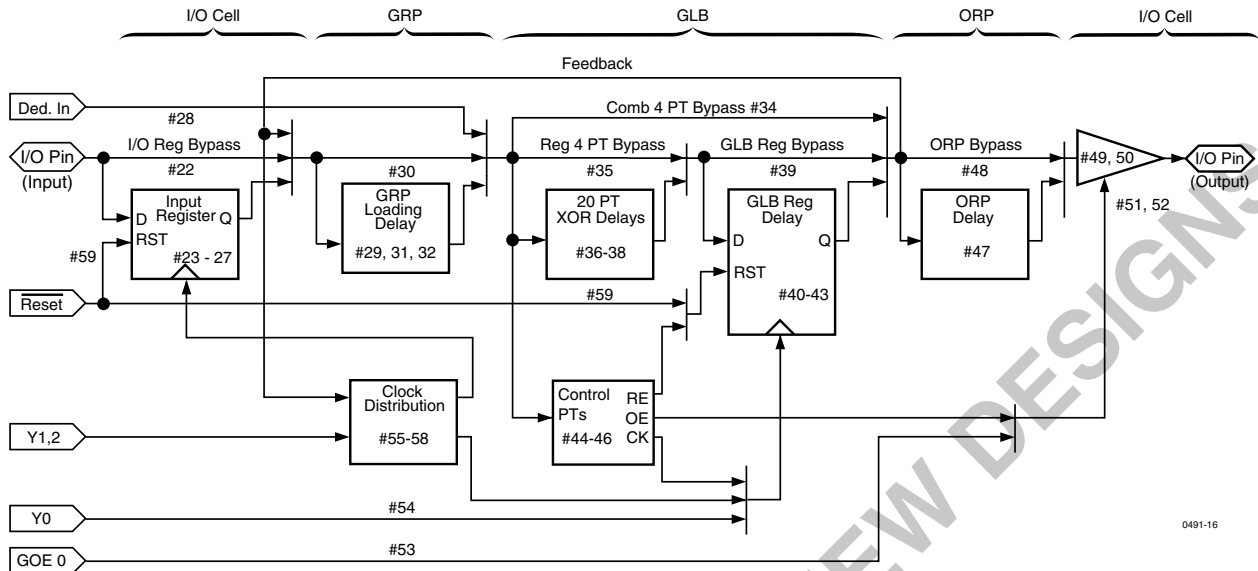 I/O Cell
GRP
GLB
ORP
I/O Cell
Feedback
Ded. In
#28
Comb 4 PT Bypass #34
I/O Pin
(Input)
I/O Reg Bypass
#22
#30
Reg 4 PT Bypass
#35
GLB Reg Bypass
#39
ORP Bypass
#48
#49, 50
I/O Pin
(Output)
#51, 52
Input
Register
D
Q
RST
#23 - 27
#59
GRP
Loading
Delay
#29, 31, 32
20 PT
XOR Delays
#36-38
GLB Reg
Delay
D
Q
RST
#40-43
ORP
Delay
#47
Reset
#59
Clock
Distribution
#55-58
Control
PTs
#44-46
RE
OE
CK
Y1,2
Y0
#54
GOE 0
#53
0491-16
EW DESIGNS